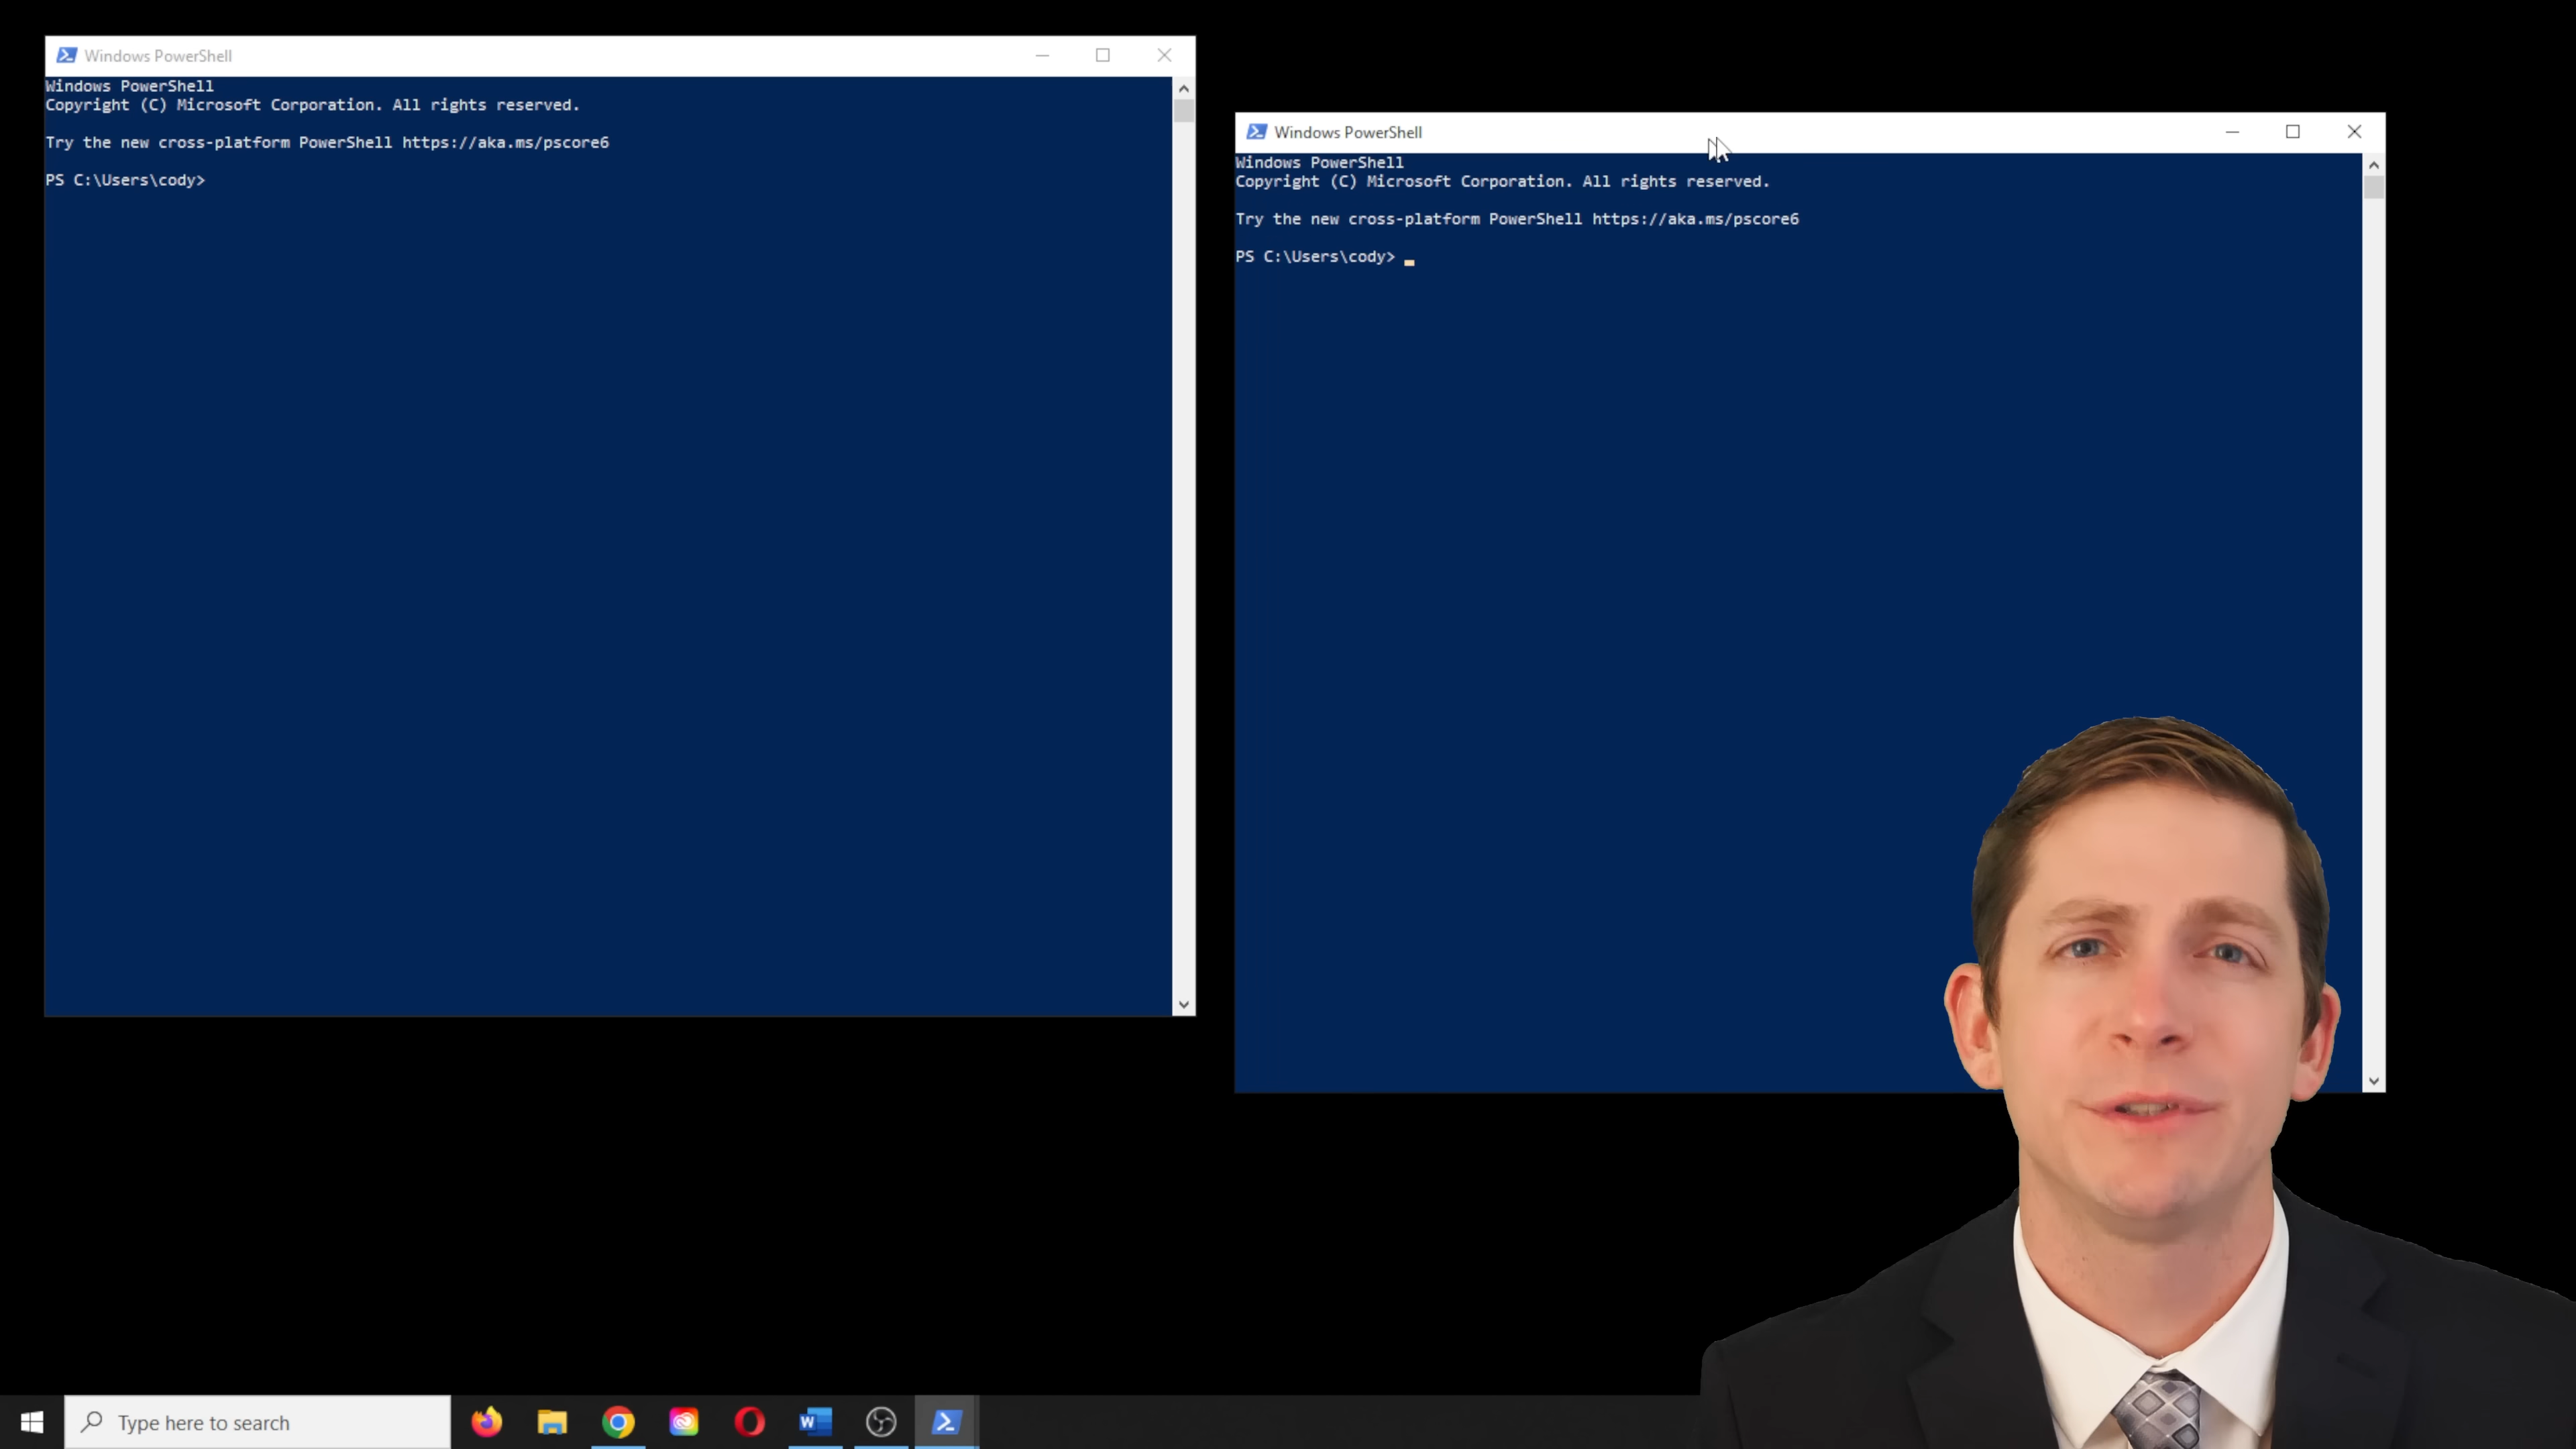 Windows PowerShell
Windows PowerShell
Copyright (C) Microsoft Corporation. All rights reserved.
Try the new cross-platform PowerShell https://aka.ms/pscore6
PS C:\Users\cody>
Windows PowerShell
Windows PowerShell
Copyright (C) Microsoft Corporation. All rights reserved.
Try the new cross-platform PowerShell https://aka.ms/pscore6
PS C:\Users\cody>
Type here to search